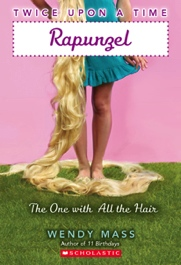 TWICE UPON A TIME
Rapunzel
The One with All the Hair
WENDY MASS
Author of 11 Birthdays
SCHOLASTIC